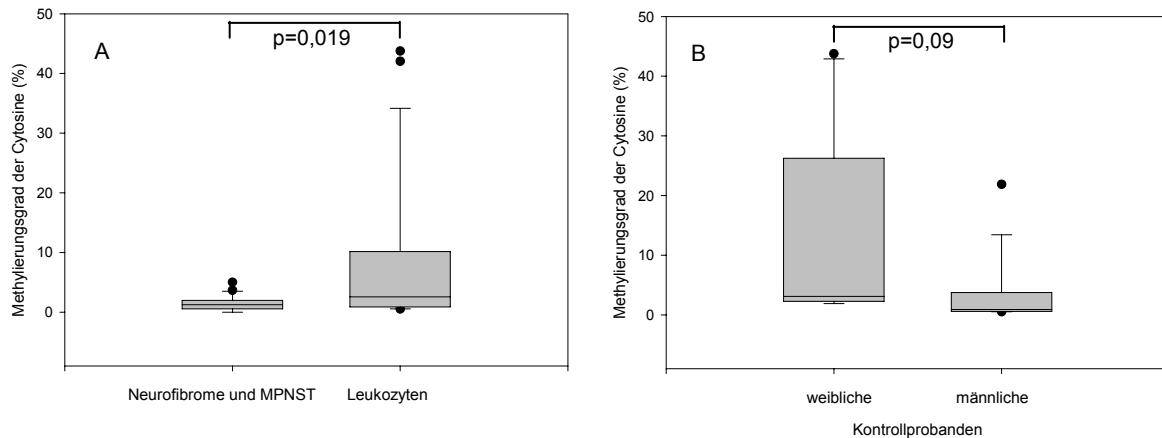 A
p=0,019
Methylierungsgrad der Cytosine (%)
50
40
30
20
10
0
Neurofibrome und MPNST
Leukozyten
B
p=0,09
Methylierungsgrad der Cytosine (%)
50
40
30
20
10
0
weibliche
männliche
Kontrollprobanden